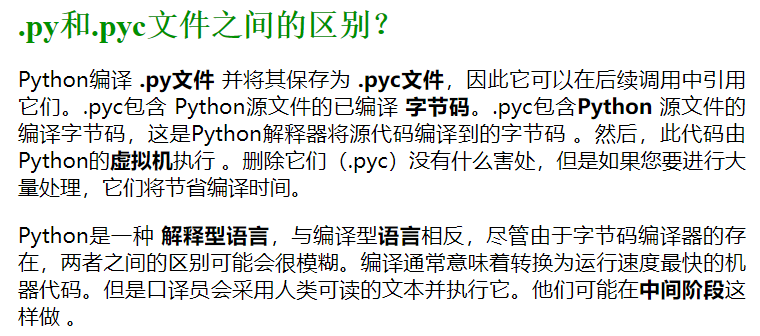 .py和.pyc文件之间的区别？
Python编译 .py文件 并将其保存为 .pyc文件，因此它可以在后续调用中引用
它们。.pyc包含 Python源文件的已编译 字节码。.pyc包含Python 源文件的
编译字节码，这是Python解释器将源代码编译到的字节码 。然后，此代码由
Python的虚拟机执行 。删除它们（.pyc）没有什么害处，但是如果您要进行大
量处理，它们将节省编译时间。
Python是一种 解释型语言，与编译型语言相反，尽管由于字节码编译器的存
在，两者之间的区别可能会很模糊。编译通常意味着转换为运行速度最快的机
器代码。但是口译员会采用人类可读的文本并执行它。他们可能在中间阶段这
样做 。